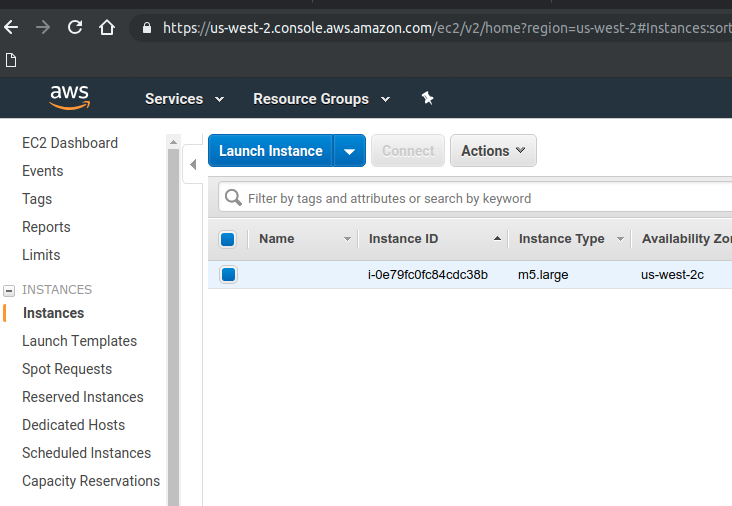 https://us-west-2.console.aws.amazon.com/ec2/v2/home?region=us-west-2#Instances:sort
aws Services Resource Groups
EC2 Dashboard
Events
Tags
Reports
Limits
INSTANCES
Instances
Launch Templates
Spot Requests
Reserved Instances
Dedicated Hosts
Scheduled Instances
Capacity Reservations
Launch Instance Connect Actions
Filter by tags and attributes or search by keyword
Name Instance ID Instance Type Availability Zo
i-0e79fc0fc84cdc38b m5.large us-west-2c